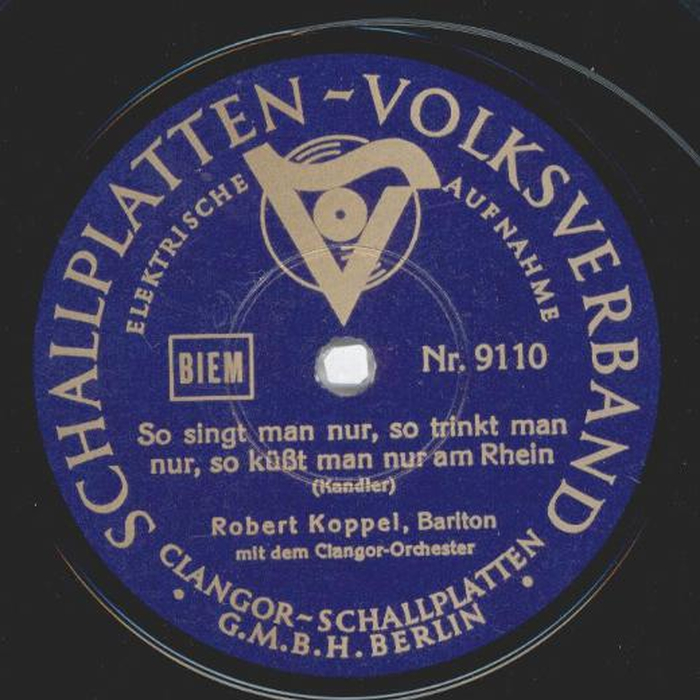 SCHALLPLATTEN~VOLKSVERBAND
ELEKTRISCHE AUFNAHME
BIEM
Nr. 9110
So singt man nur, so trinkt man
nur, so küßt man nur am Rhein
(Kandler)
Robert Koppel, Bariton
mit dem Clangor-Orchester
CLANGOR~SCHALLPLATTEN
G.M.B.H. BERLIN